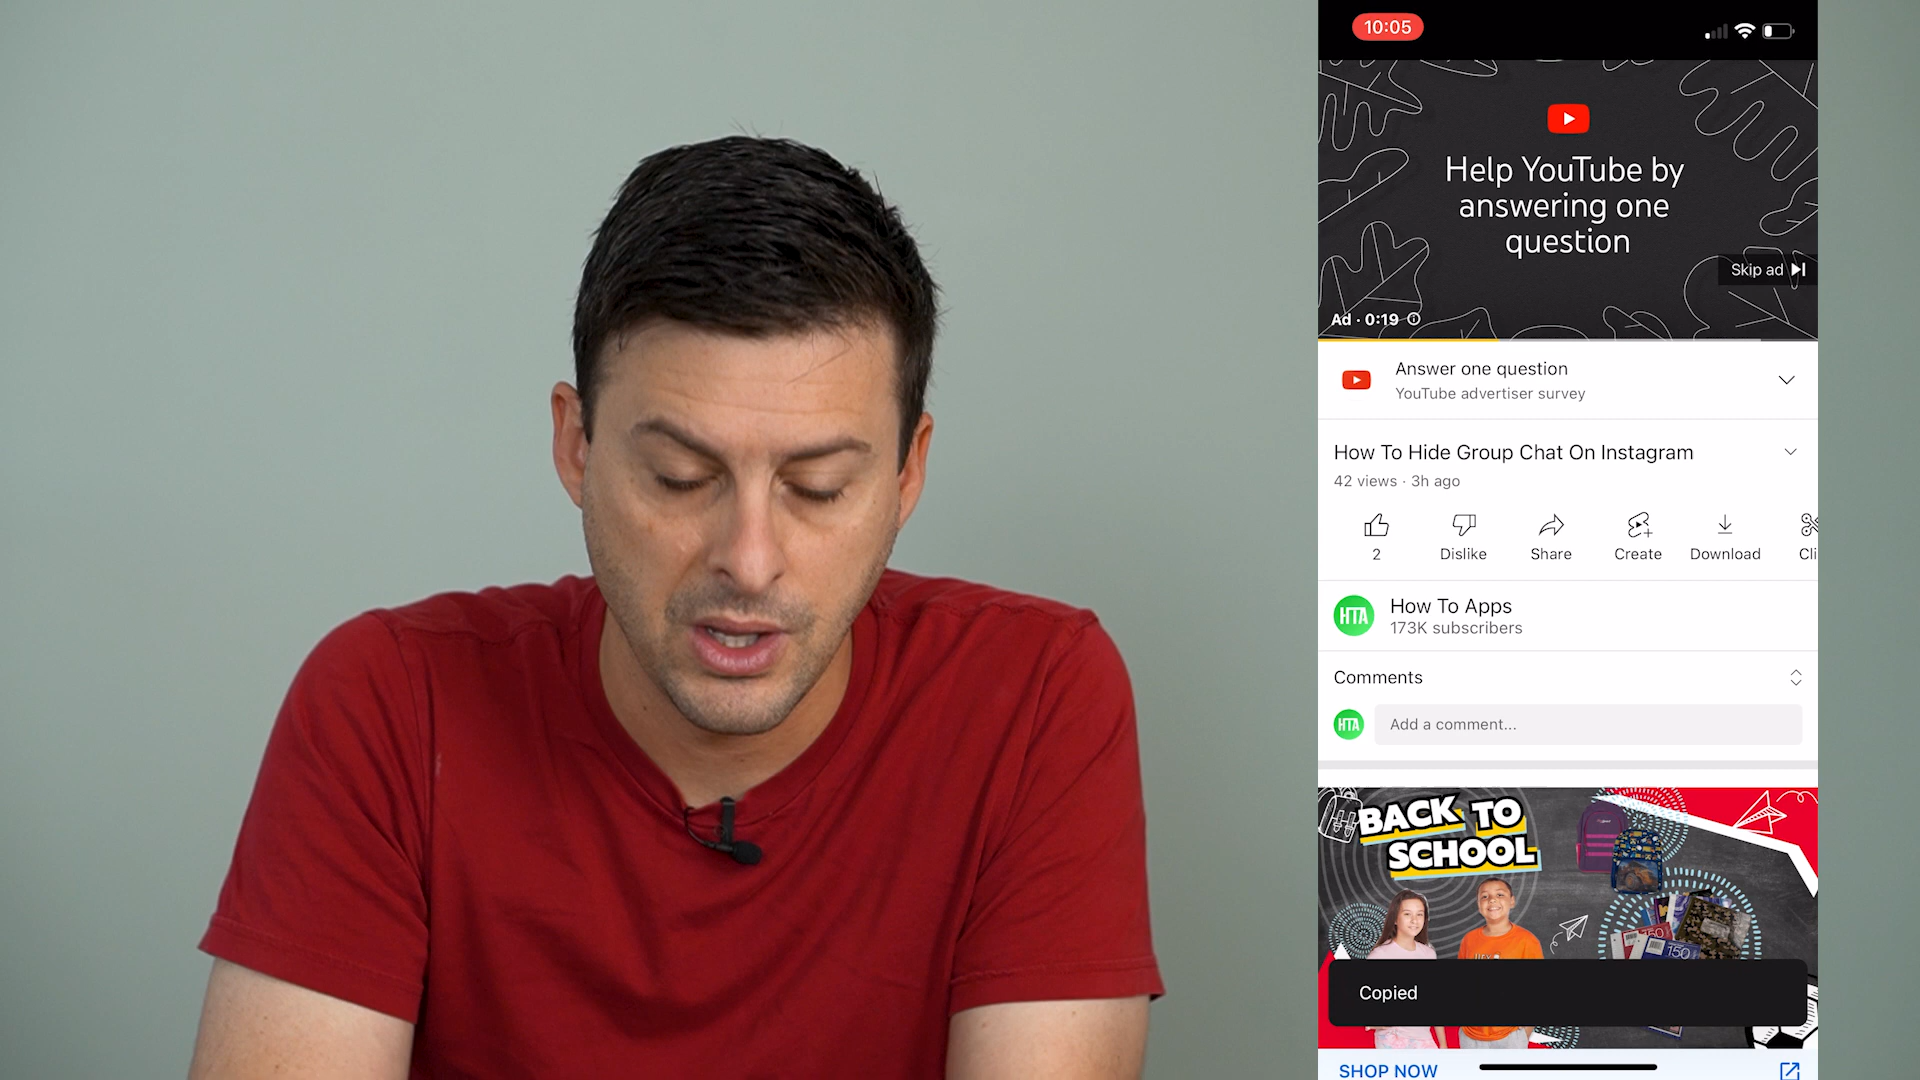 10:05
Help YouTube by
answering one
question
Skip ad
Ad · 0:19
Answer one question
YouTube advertiser survey
How To Hide Group Chat On Instagram
42 views · 3h ago
2
Dislike
Share
Create
Download
Cli
HTA
How To Apps
173K subscribers
Comments
HTA
Add a comment...
BACK TO
SCHOOL
150
150
Copied
SHOP NOW